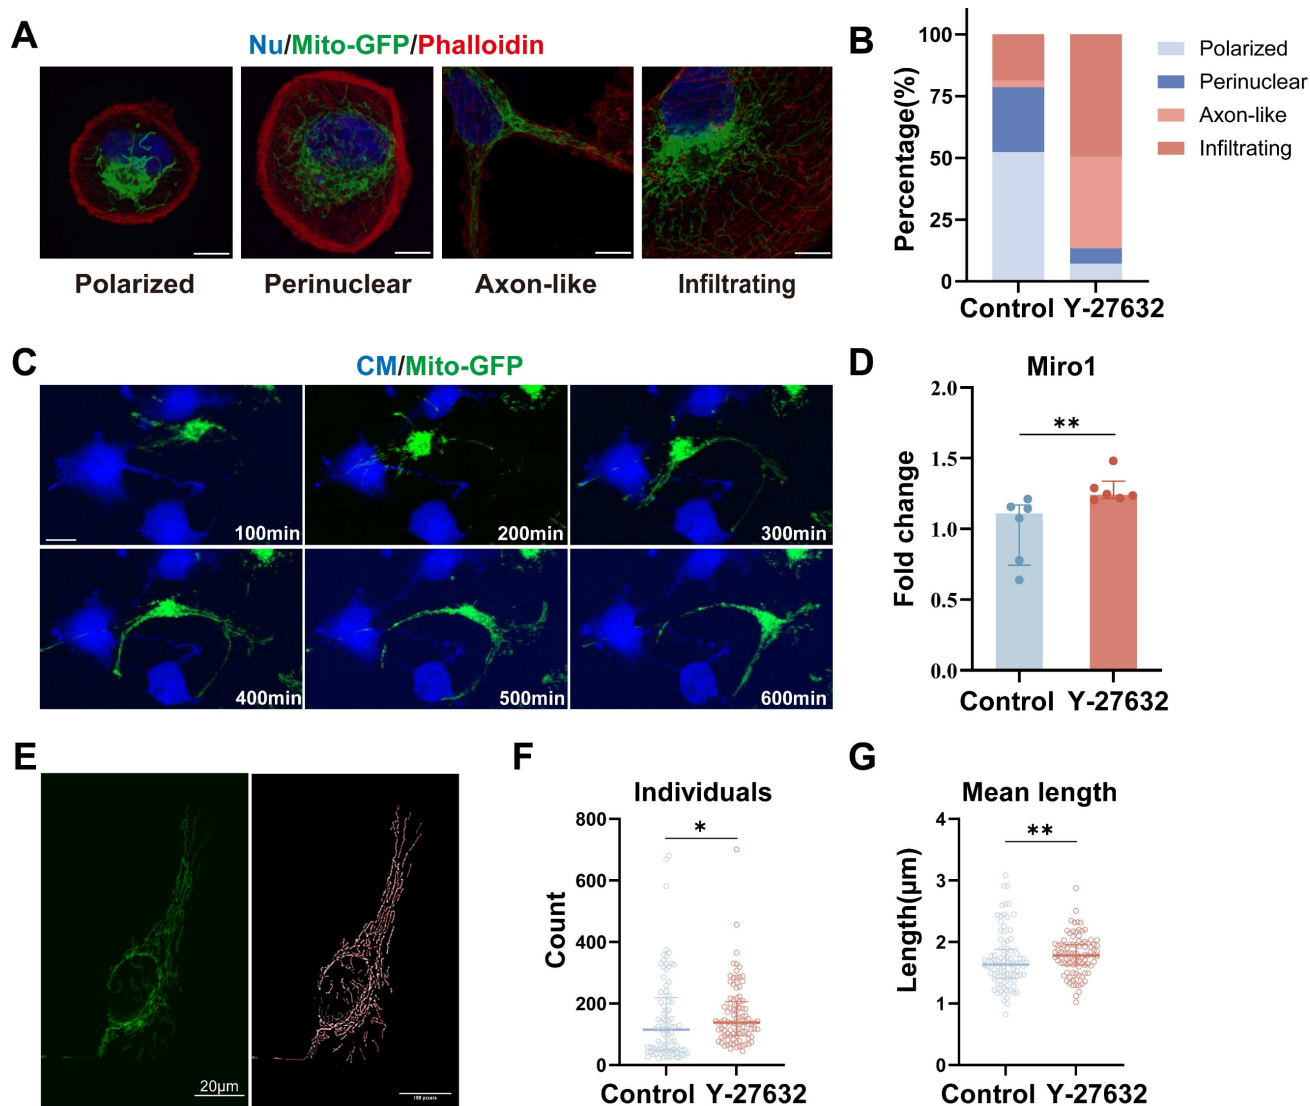 A
Nu/Mito-GFP/Phalloidin
Polarized
Perinuclear
Axon-like
Infiltrating
B
Percentage(%)
100
75
50
25
0
Control
Y-27632
Polarized
Perinuclear
Axon-like
Infiltrating
C
CM/Mito-GFP
100min
200min
300min
400min
500min
600min
D
Miro1
**
Fold change
2.0
1.5
1.0
0.5
0.0
Control
Y-27632
E
20μm
F
Individuals
*
Count
800
600
400
200
0
Control
Y-27632
G
Mean length
**
Length(μm)
4
3
2
1
0
Control
Y-27632